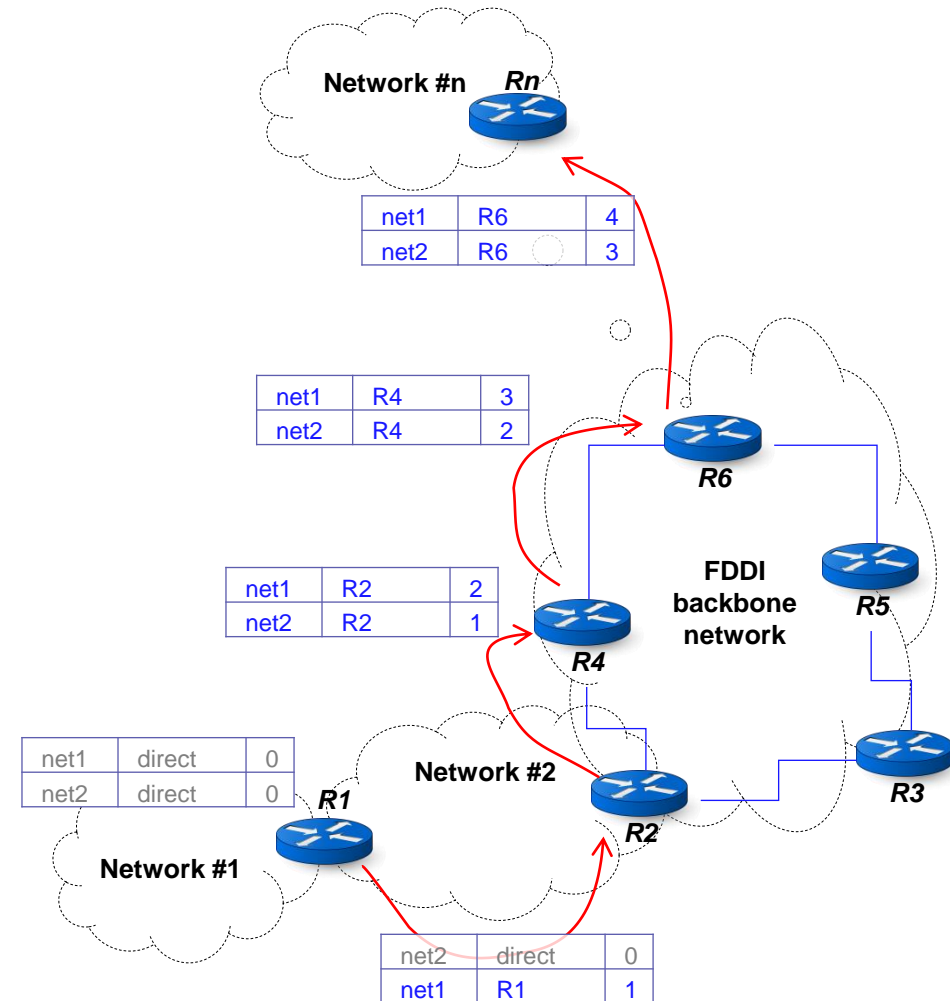 Network #n Rn
net1 R6 4
net2 R6 3
net1 R4 3
net2 R4 2
R6
net1 R2 2
net2 R2 1
FDDI
backbone
network
R5
R4
net1 direct 0
net2 direct 0
R1
Network #2
R3
R2
Network #1
net2 direct 0
net1 R1 1